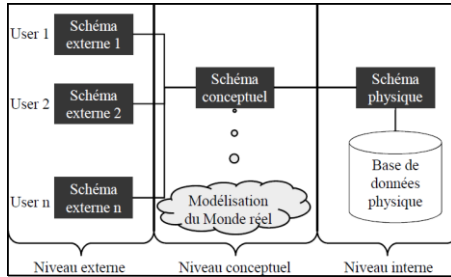 User 1
Schéma
externe 1
User 2
Schéma
externe 2
User n
Schéma
externe n
Schéma
conceptuel
Modélisation
du Monde réel
Schéma
physique
Base de
données
physique
Niveau externe
Niveau conceptuel
Niveau interne